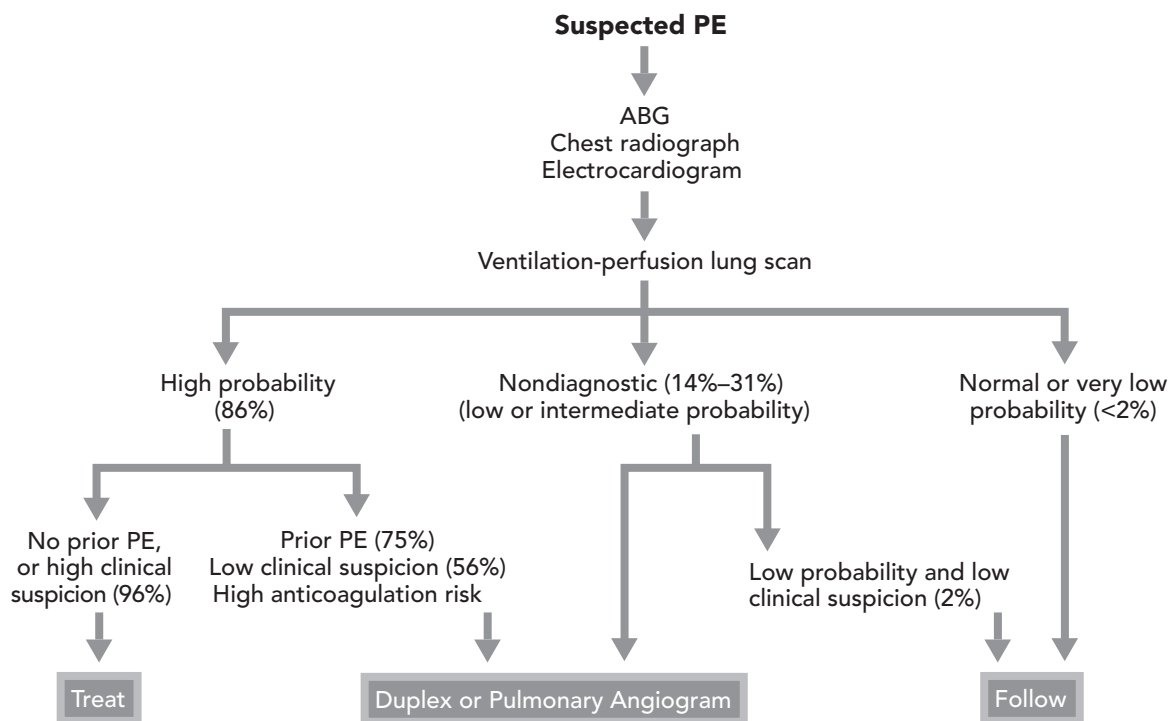 Suspected PE
ABG
Chest radiograph
Electrocardiogram
Ventilation-perfusion lung scan
High probability
(86%)
Nondiagnostic (14%–31%)
(low or intermediate probability)
Normal or very low
probability (<2%)
No prior PE,
or high clinical
suspicion (96%)
Prior PE (75%)
Low clinical suspicion (56%)
High anticoagulation risk
Low probability and low
clinical suspicion (2%)
Treat
Duplex or Pulmonary Angiogram
Follow